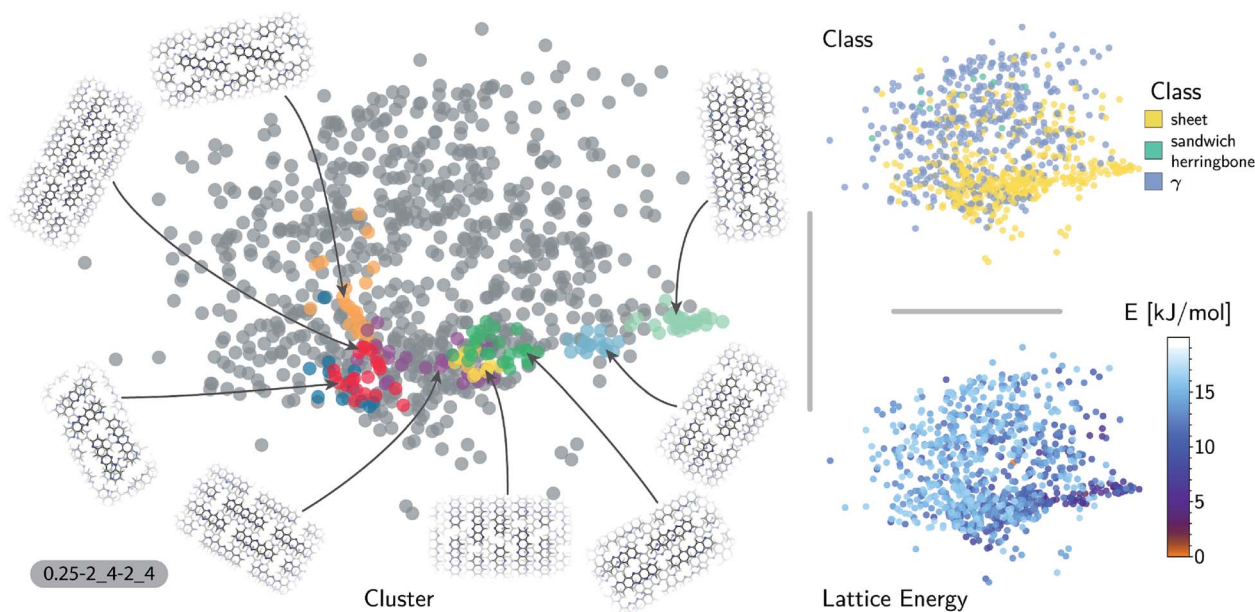 Class
Class
sheet
sandwich
herringbone
γ
E [kJ/mol]
15
10
5
0
0.25-2_4-2_4
Cluster
Lattice Energy